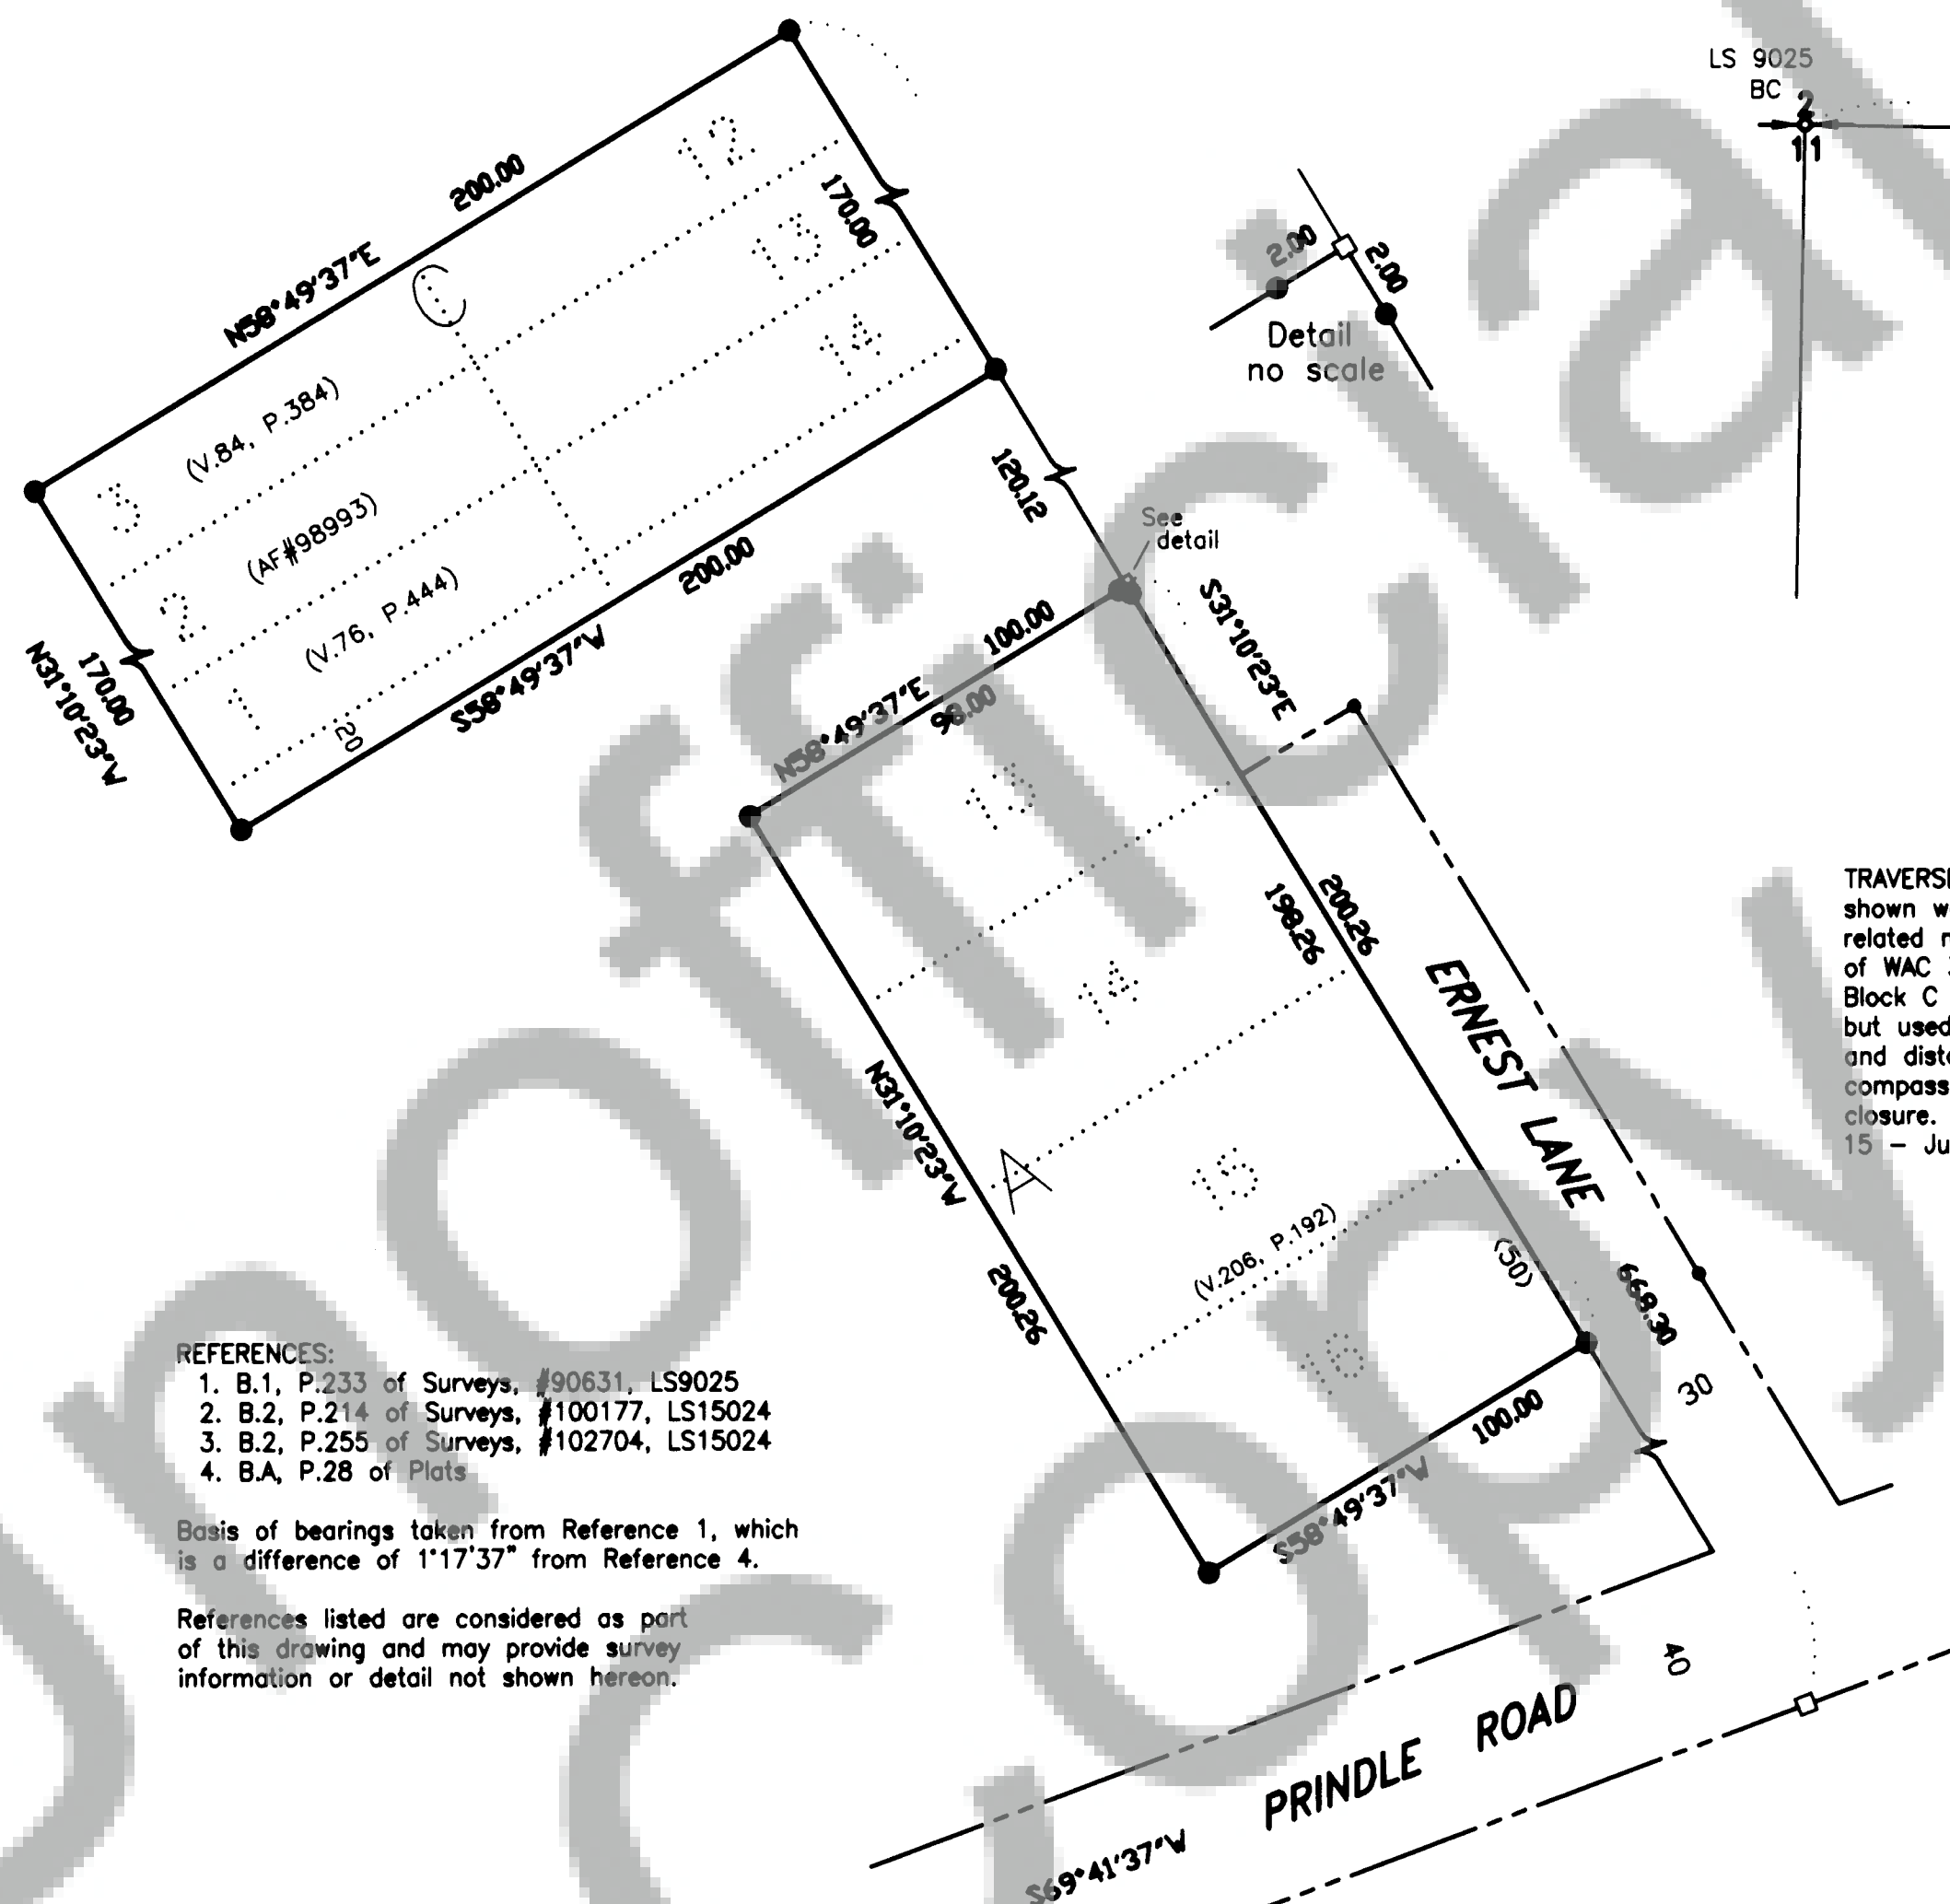 LS 9025
BC
2
11
12
200.00
170.00
13
2.00
2.00
N58°49'37"E
C
14
Detail
no scale
(V.84, P.384)
3
120.12
(AF#98993)
See
detail
200.00
2
(V.76, P.444)
S31°10'23"E
100.00
170.00
N31°10'23"W
1
S58°49'37"W
N58°49'37"E
98.00
20
13
200.26
198.26
TRAVERSE
shown w
related n
of WAC
Block C
but used
and dist
compass
closure.
15 - Ju
14
ERNEST LANE
N31°10'23"W
A
15
(V.206, P.192)
(50)
668.30
200.26
16
30
100.00
S58°49'37"W
REFERENCES:
1. B.1, P.233 of Surveys, #90631, LS9025
2. B.2, P.214 of Surveys, #100177, LS15024
3. B.2, P.255 of Surveys, #102704, LS15024
4. B.A, P.28 of Plats
Basis of bearings taken from Reference 1, which
is a difference of 1°17'37" from Reference 4.
References listed are considered as part
of this drawing and may provide survey
information or detail not shown hereon.
40
PRINDLE ROAD
S69°41'37"W
Unofficial
Copy